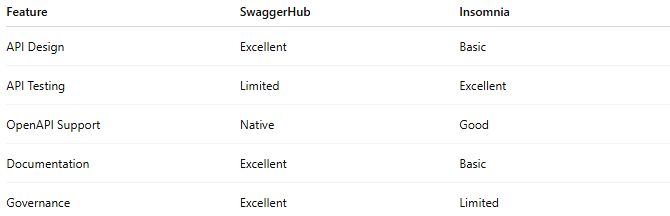 Feature SwaggerHub Insomnia
API Design Excellent Basic
API Testing Limited Excellent
OpenAPI Support Native Good
Documentation Excellent Basic
Governance Excellent Limited